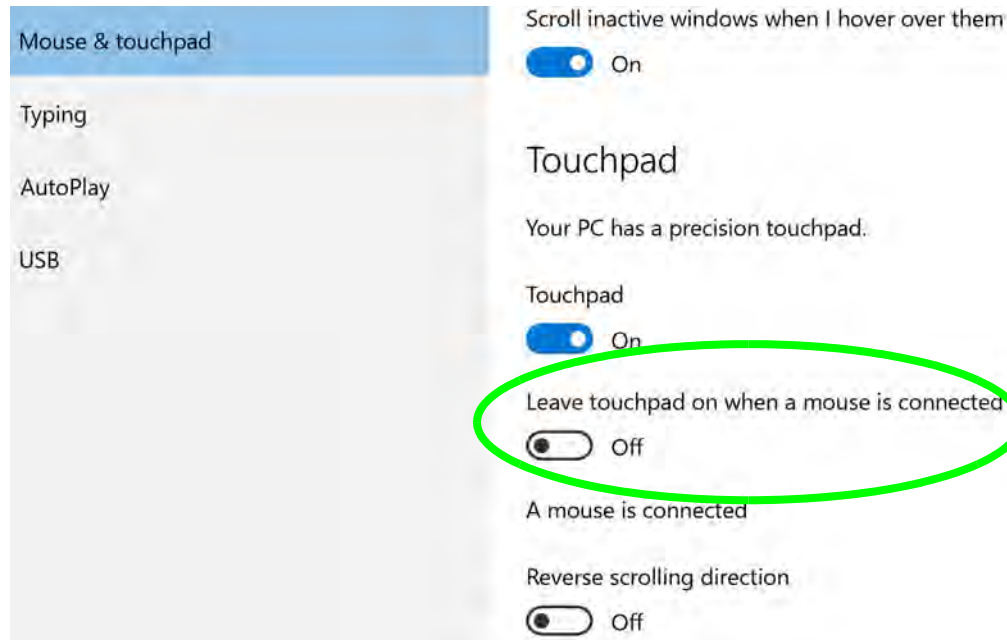 Mouse & touchpad
Typing
AutoPlay
USB
Scroll inactive windows when I hover over them
On
Touchpad
Your PC has a precision touchpad.
Touchpad
On
Leave touchpad on when a mouse is connected
Off
A mouse is connected
Reverse scrolling direction
Off